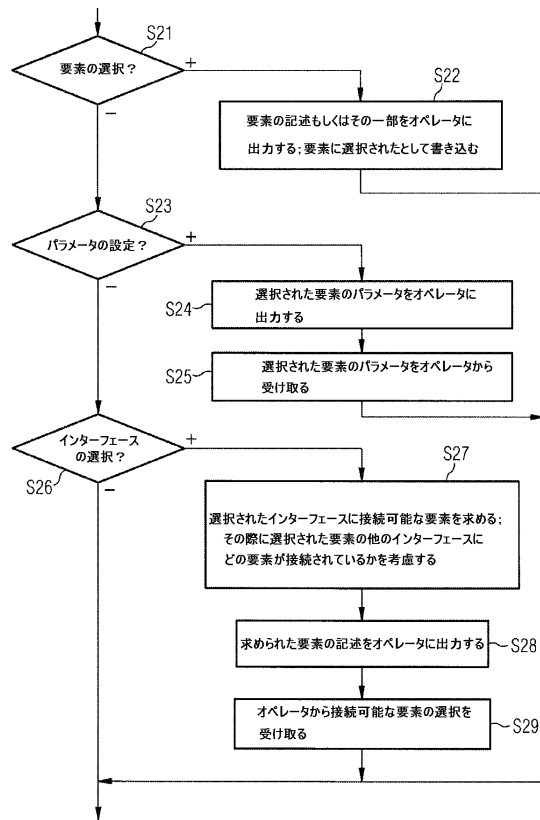 S21
要素の選択？
+
−
S22
要素の記述もしくはその一部をオペレータに
出力する；要素に選択されたとして書き込む
S23
パラメータの設定？
+
−
S24
選択された要素のパラメータをオペレータに
出力する
S25
選択された要素のパラメータをオペレータから
受け取る
インターフェース
の選択？
+
S26
−
S27
選択されたインターフェースに接続可能な要素を求める；
その際に選択された要素の他のインターフェースに
どの要素が接続されているかを考慮する
求められた要素の記述をオペレータに出力する
S28
オペレータから接続可能な要素の選択を
受け取る
S29